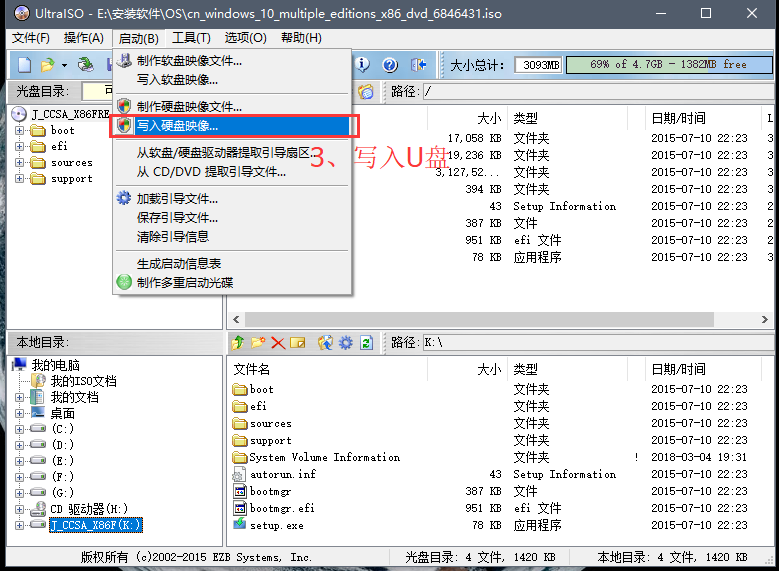 UltraISO - E:\安装软件\OS\cn_windows_10_multiple_editions_x86_dvd_6846431.iso
文件(F) 操作(A) 启动(B) 工具(T) 选项(O) 帮助(H)
大小总计: 3093MB 69% of 4.7GB - 1382MB free
光盘目录: 可 路径: /
制作软盘映像文件...
写入软盘映像...
制作硬盘映像文件...
写入硬盘映像...
从软盘/硬盘驱动器提取引导扇区...
从 CD/DVD 提取引导文件...
加载引导文件...
保存引导文件...
清除引导信息
生成启动信息表
制作多重启动光碟
3、写入U盘
J_CCSA_X86FRE
boot
efi
sources
support
大小 类型 日期/时间
17,058 KB 文件夹 2015-07-10 22:23
19,236 KB 文件夹 2015-07-10 22:23
3,127,52... 文件夹 2015-07-10 22:23
394 KB 文件夹 2015-07-10 22:23
43 Setup Information 2015-07-10 22:23
387 KB 文件 2015-07-10 22:23
951 KB efi 文件 2015-07-10 22:23
78 KB 应用程序 2015-07-10 22:23
本地目录: 路径: K:\
我的电脑
我的ISO文档
我的文档
桌面
(C:)
(D:)
(E:)
(F:)
(G:)
CD 驱动器(H:)
J_CCSA_X86F(K:)
文件名 大小 类型 日期/时间
boot 文件夹 2015-07-10 22:23
efi 文件夹 2015-07-10 22:23
sources 文件夹 2015-07-10 22:23
support 文件夹 2015-07-10 22:23
System Volume Information 文件夹 ! 2018-03-04 19:31
autorun.inf 43 Setup Information 2015-07-10 22:23
bootmgr 387 KB 文件 2015-07-10 22:23
bootmgr.efi 951 KB efi 文件 2015-07-10 22:23
setup.exe 78 KB 应用程序 2015-07-10 22:23
版权所有 (c)2002-2015 EZB Systems, Inc. 光盘目录: 4 文件, 1420 KB 本地目录: 4 文件, 1420 KB